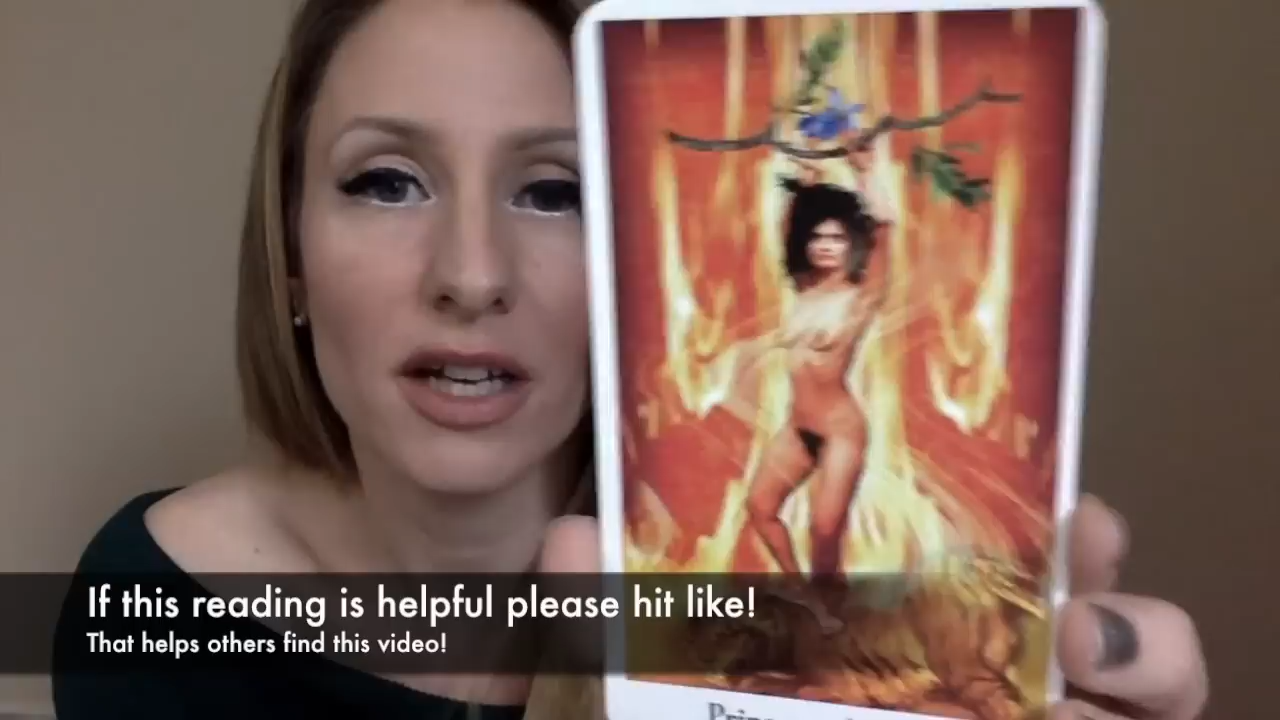 If this reading is helpful please hit like!
That helps others find this video!